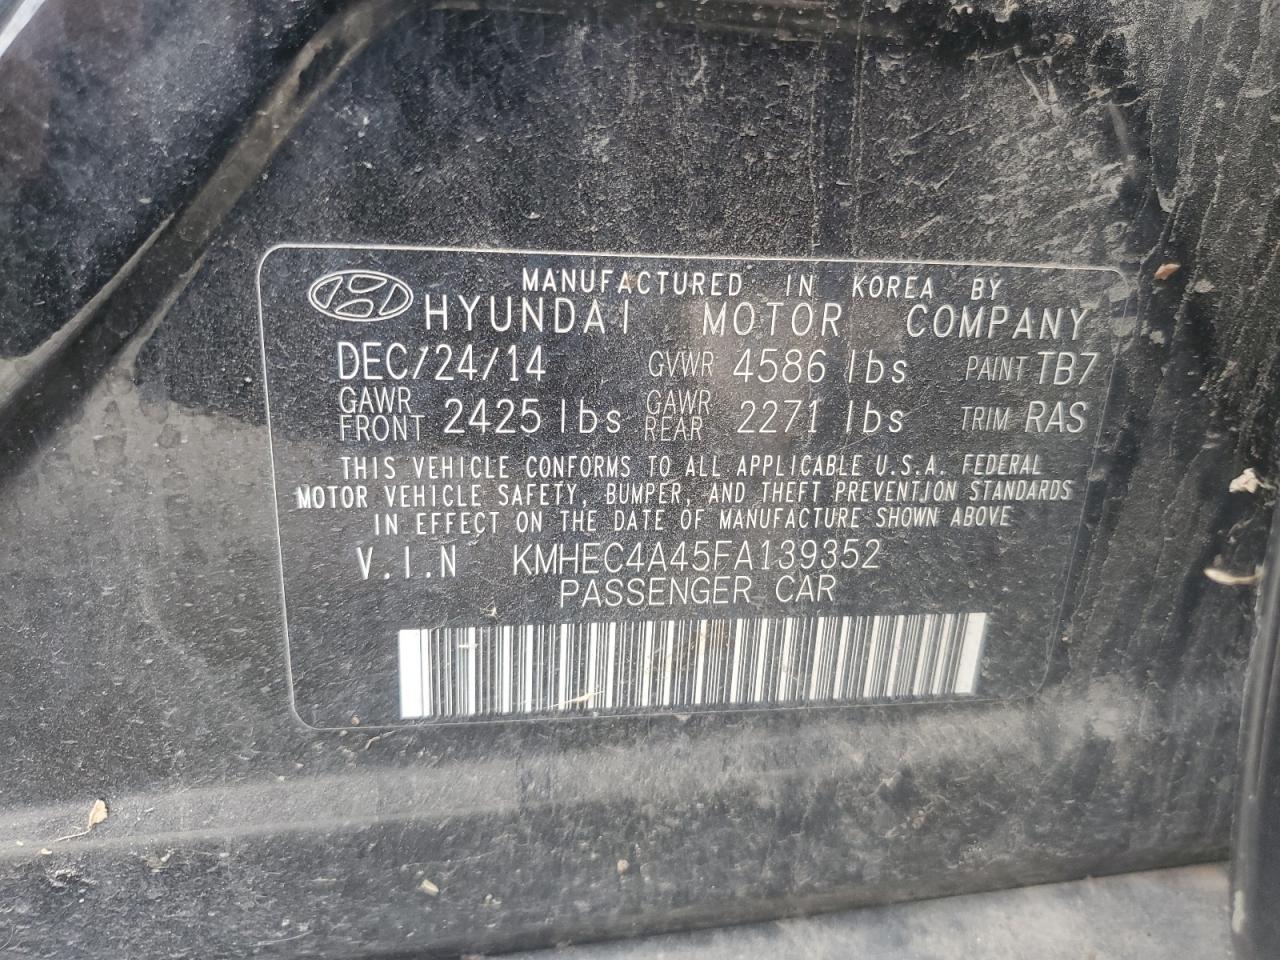 MANUFACTURED IN KOREA BY
HYUNDAI MOTOR COMPANY
DEC/24/14 GVWR 4586 lbs PAINT TB7
GAWR FRONT 2425 lbs GAWR REAR 2271 lbs TRIM RAS
THIS VEHICLE CONFORMS TO ALL APPLICABLE U.S.A. FEDERAL
MOTOR VEHICLE SAFETY, BUMPER, AND THEFT PREVENTION STANDARDS
IN EFFECT ON THE DATE OF MANUFACTURE SHOWN ABOVE
V.I.N KMHEC4A45FA139352
PASSENGER CAR